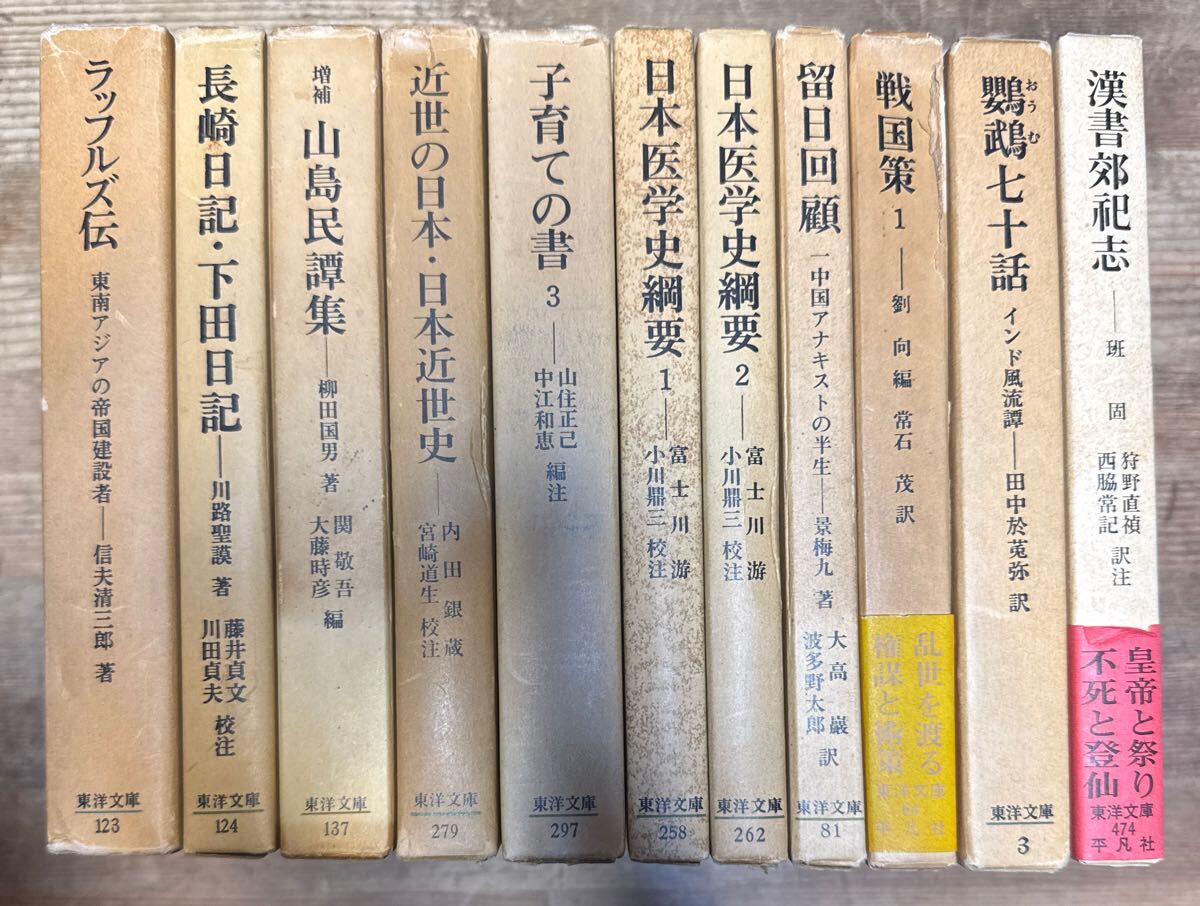 ラッフルズ伝
東南アジアの帝国建設者――信夫清三郎 著
東洋文庫
123
長崎日記・下田日記――川路聖謨 著
藤井貞文
川田貞夫
校注
東洋文庫
124
増補
山島民譚集――柳田国男 著
関敬吾
大藤時彦
編
東洋文庫
137
近世の日本・日本近世史――
内田銀蔵
宮崎道生 校注
東洋文庫
279
子育ての書 3――
山住正己
中江和恵
編注
東洋文庫
297
日本医学史綱要 1――
富士川游
小川鼎三 校注
東洋文庫
258
日本医学史綱要 2――
富士川游
小川鼎三 校注
東洋文庫
262
留日回顧
一中国アナキストの半生――景梅九 著
大高巌
波多野太郎
訳
東洋文庫
81
戦国策 1――劉向編 常石茂訳
乱世を渡る
権謀と術策
東洋文庫
64
平凡社
おうむ
鸚鵡七十話
インド風流譚――田中於莵弥 訳
東洋文庫
3
漢書郊祀志――班固
狩野直禎
西脇常記
訳注
皇帝と祭り
不死と登仙
東洋文庫
474
平凡社